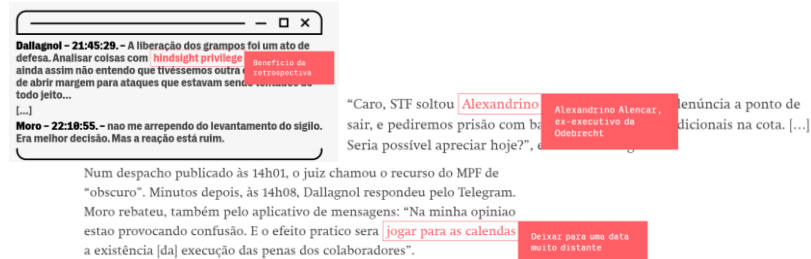 Dallagnol – 21:45:29. – A liberação dos grampos foi um ato de
defesa. Analisar coisas com hindsight privilege
Benefício da
retrospectiva
ainda assim não entendo que tivéssemos outra
de abrir margem para ataques que estavam sendo tentados de
todo jeito...
[...]
Moro – 22:10:55. – nao me arrependo do levantamento do sigilo.
Era melhor decisão. Mas a reação está ruim.
“Caro, STF soltou Alexandrino
Alexandrino Alencar,
ex-executivo da
Odebrecht
denúncia a ponto de
sair, e pediremos prisão com
dicionais na cota. [...]
Seria possível apreciar hoje?”,
Num despacho publicado às 14h01, o juiz chamou o recurso do MPF de
“obscuro”. Minutos depois, às 14h08, Dallagnol respondeu pelo Telegram.
Moro rebateu, também pelo aplicativo de mensagens: “Na minha opiniao
estao provocando confusão. E o efeito pratico sera jogar para as calendas
Deixar para uma data
muito distante
a existência [da] execução das penas dos colaboradores”.